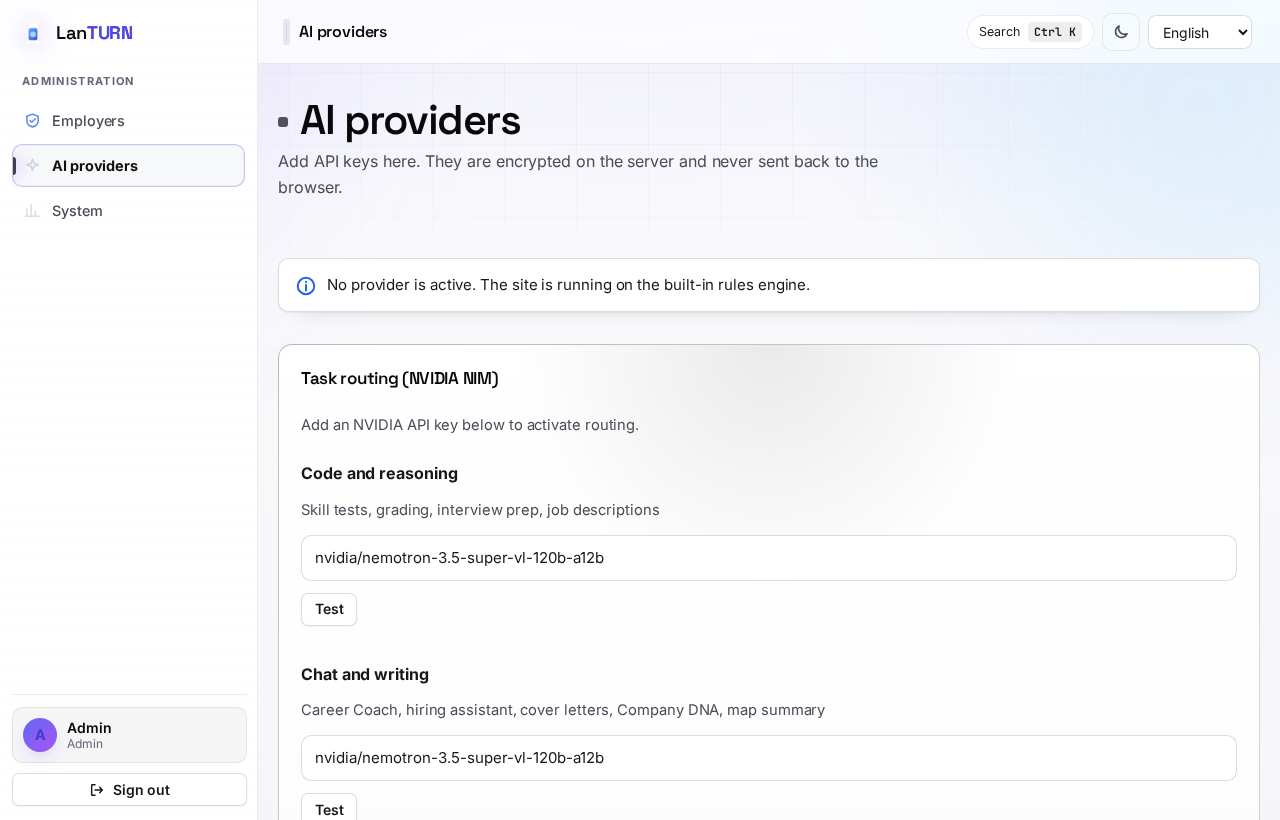 LanTURN
AI providers
Search Ctrl K
English
ADMINISTRATION
Employers
AI providers
System
AI providers
Add API keys here. They are encrypted on the server and never sent back to the
browser.
No provider is active. The site is running on the built-in rules engine.
Task routing (NVIDIA NIM)
Add an NVIDIA API key below to activate routing.
Code and reasoning
Skill tests, grading, interview prep, job descriptions
nvidia/nemotron-3.5-super-vl-120b-a12b
Test
Chat and writing
Career Coach, hiring assistant, cover letters, Company DNA, map summary
nvidia/nemotron-3.5-super-vl-120b-a12b
Test
A
Admin
Admin
Sign out